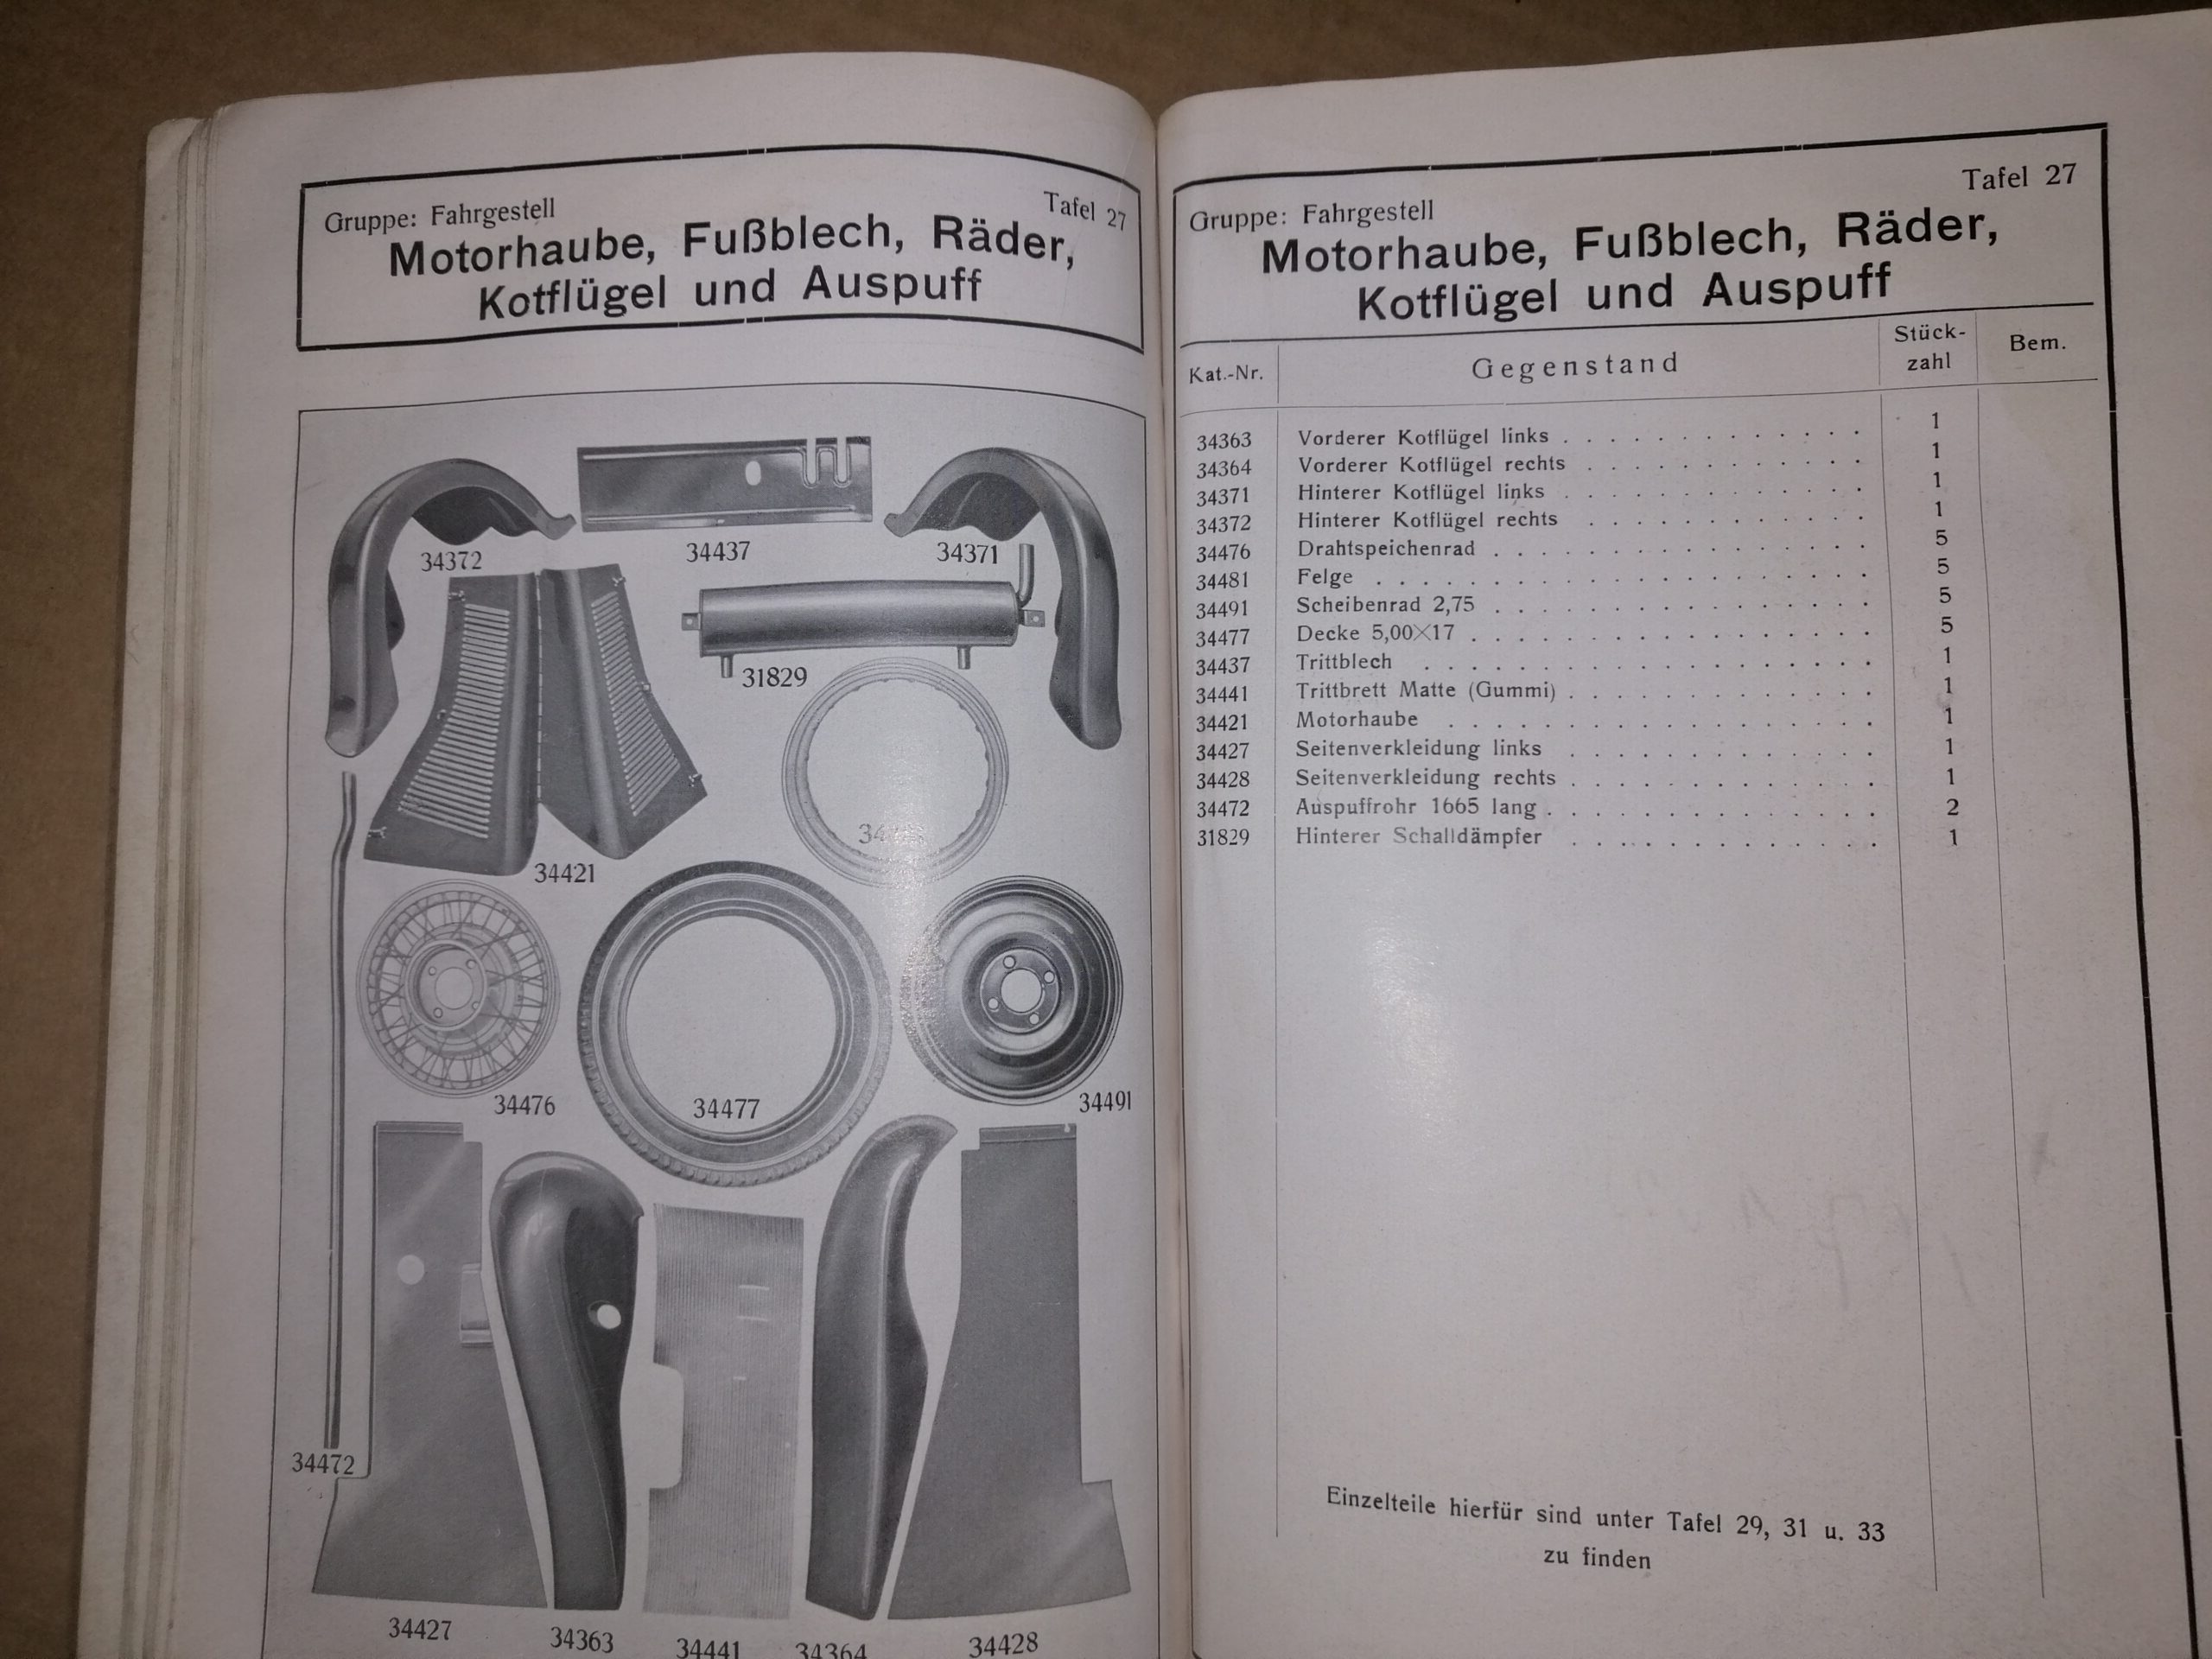 Gruppe: Fahrgestell
Tafel 27
Motorhaube, Fußblech, Räder,
Kotflügel und Auspuff
34372
34437
34371
31829
34421
34476
34477
34491
34472
34427
34363
34441
34364
34428
Gruppe: Fahrgestell
Tafel 27
Motorhaube, Fußblech, Räder,
Kotflügel und Auspuff
Kat.-Nr. Gegenstand Stück- Bem.
zahl
34363 Vorderer Kotflügel links . . . . . . . . . . . . . 1
34364 Vorderer Kotflügel rechts . . . . . . . . . . . . 1
34371 Hinterer Kotflügel links . . . . . . . . . . . . . 1
34372 Hinterer Kotflügel rechts . . . . . . . . . . . . 1
34476 Drahtspeichenrad . . . . . . . . . . . . . . . . 5
34481 Felge . . . . . . . . . . . . . . . . . . . . 5
34491 Scheibenrad 2,75 . . . . . . . . . . . . . . . . 5
34477 Decke 5,00×17 . . . . . . . . . . . . . . . . . 5
34437 Trittblech . . . . . . . . . . . . . . . . . . 1
34441 Trittbrett Matte (Gummi) . . . . . . . . . . . . . 1
34421 Motorhaube . . . . . . . . . . . . . . . . . 1
34427 Seitenverkleidung links . . . . . . . . . . . . . 1
34428 Seitenverkleidung rechts . . . . . . . . . . . . . 1
34472 Auspuffrohr 1665 lang . . . . . . . . . . . . . . 2
31829 Hinterer Schalldämpfer . . . . . . . . . . . . . 1
Einzelteile hierfür sind unter Tafel 29, 31 u. 33
zu finden